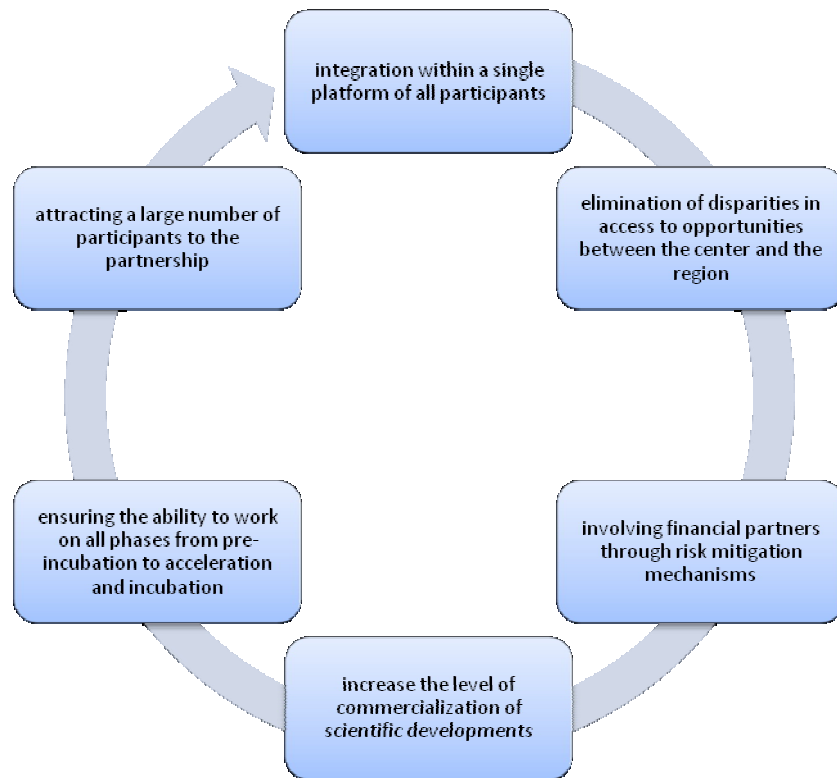 integration within a single
platform of all participants
elimination of disparities in
access to opportunities
between the center and the
region
involving financial partners
through risk mitigation
mechanisms
increase the level of
commercialization of
scientific developments
ensuring the ability to work
on all phases from pre-
incubation to acceleration
and incubation
attracting a large number of
participants to the
partnership